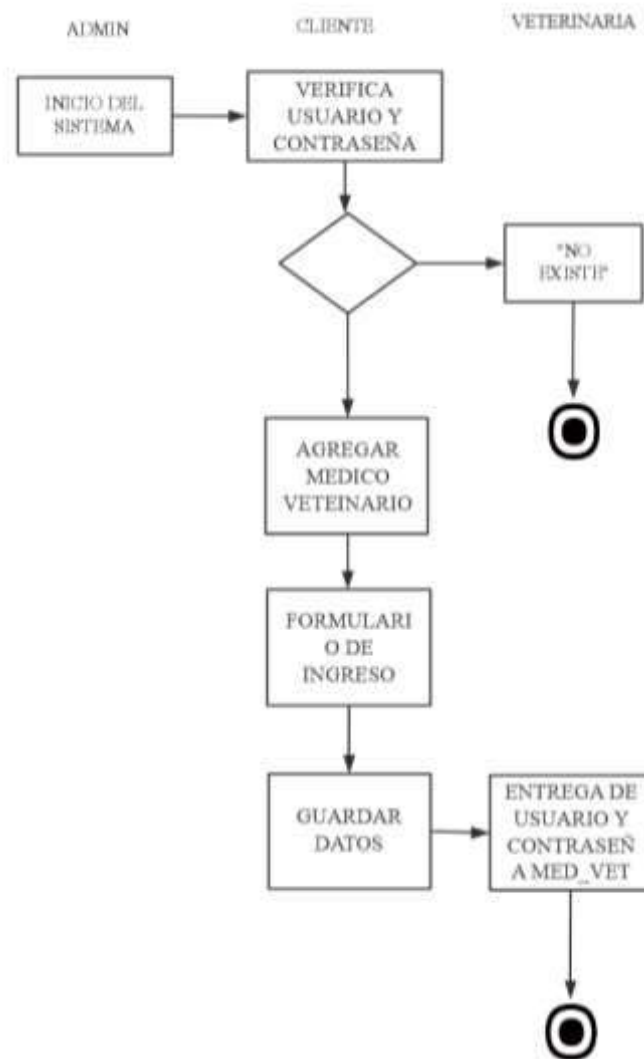 ADMIN
CLIENTE
VETERINARIA
INICIO DEL
SISTEMA
VERIFICA
USUARIO Y
CONTRASEÑA
"NO
EXISTE"
AGREGAR
MEDICO
VETEINARIO
FORMULARI
O DE
INGRESO
GUARDAR
DATOS
ENTREGA DE
USUARIO Y
CONTRASEÑ
A MED_VET